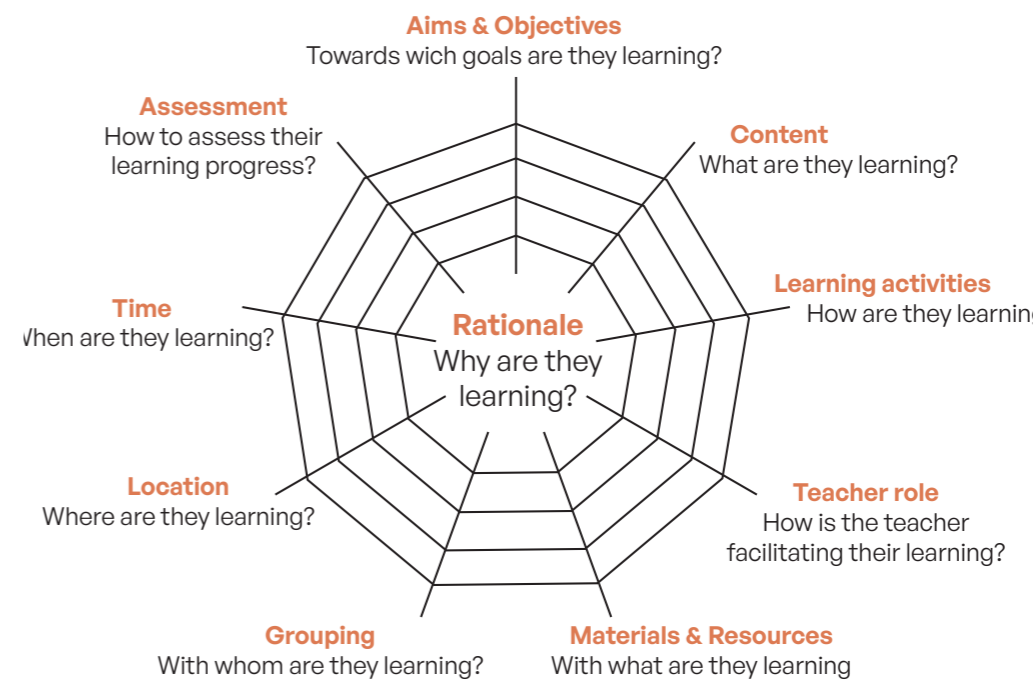 Aims & Objectives
Towards wich goals are they learning?
Content
What are they learning?
Learning activities
How are they learning
Teacher role
How is the teacher
facilitating their learning?
Materials & Resources
With what are they learning
Grouping
With whom are they learning?
Location
Where are they learning?
Time
When are they learning?
Assessment
How to assess their
learning progress?
Rationale
Why are they
learning?